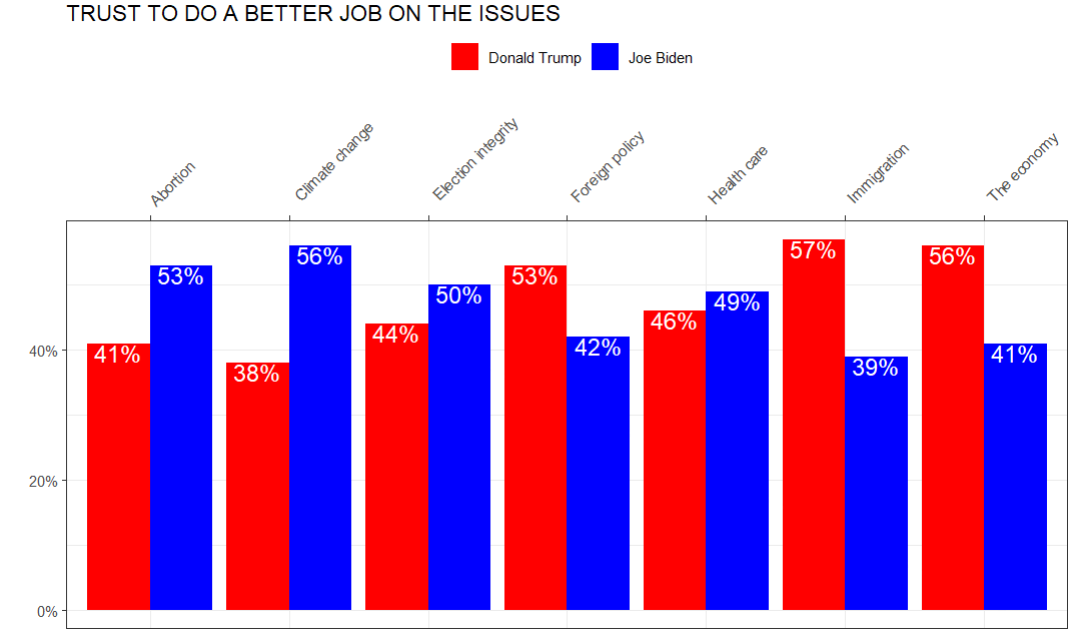 TRUST TO DO A BETTER JOB ON THE ISSUES
Donald Trump Joe Biden
Abortion
Climate change
Election integrity
Foreign policy
Health care
Immigration
The economy
41% 53% 38% 56% 44% 50% 53% 42% 46% 49% 57% 39% 56% 41%
40%
20%
0%